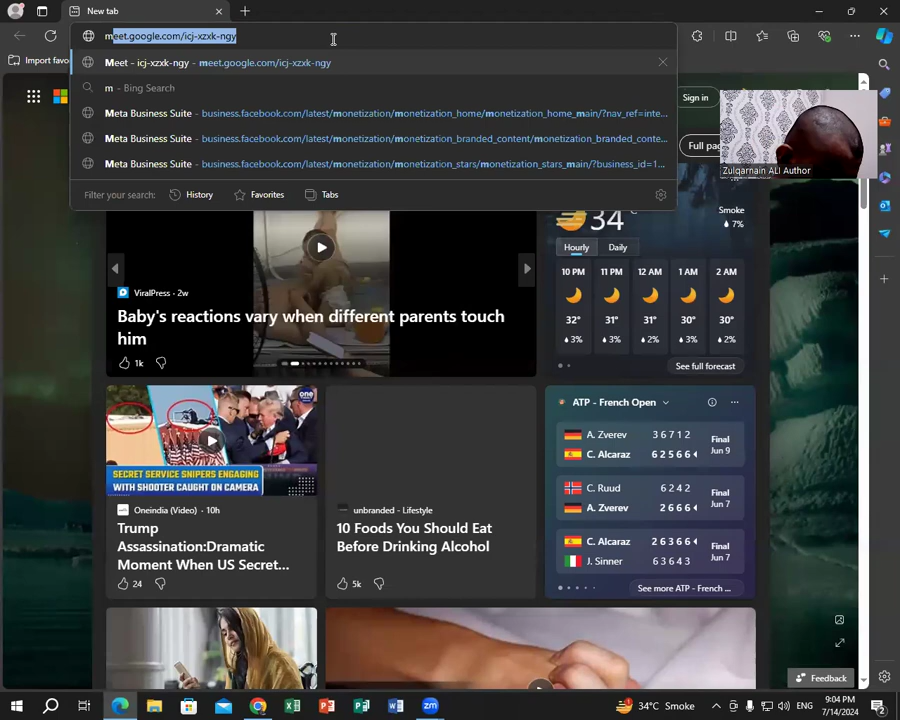 New tab
meet.google.com/icj-xzxk-ngy
Import favo
Meet - icj-xzxk-ngy - meet.google.com/icj-xzxk-ngy
m - Bing Search
Meta Business Suite - business.facebook.com/latest/monetization/monetization_home/monetization_home_main/?nav_ref=inte...
Meta Business Suite - business.facebook.com/latest/monetization/monetization_branded_content/monetization_branded_conte...
Meta Business Suite - business.facebook.com/latest/monetization/monetization_stars/monetization_stars_main/?business_id=1...
Filter your search:
History
Favorites
Tabs
Sign in
Full pag
Zulqarnain ALI Author
34
Smoke
7%
Hourly
Daily
10 PM 11 PM 12 AM 1 AM 2 AM
32° 31° 31° 30° 30°
3% 3% 2% 3% 3%
See full forecast
ViralPress - 2w
Baby's reactions vary when different parents touch
him
1k
one
SECRET SERVICE SNIPERS ENGAGING
WITH SHOOTER CAUGHT ON CAMERA
Oneindia (Video) · 10h
Trump
Assassination:Dramatic
Moment When US Secret...
24
unbranded - Lifestyle
10 Foods You Should Eat
Before Drinking Alcohol
5k
ATP - French Open
A. Zverev 3 6 7 1 2
C. Alcaraz 6 2 5 6 6
Final
Jun 9
C. Ruud 6 2 4 2
A. Zverev 2 6 6 6
Final
Jun 7
C. Alcaraz 2 6 3 6 6
J. Sinner 6 3 6 4 3
Final
Jun 7
See more ATP - French ...
Feedback
zm
34°C Smoke
9:04 PM
7/14/2024
2